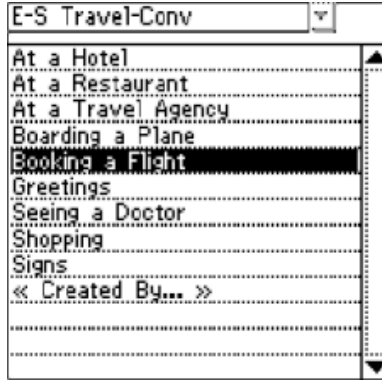 E-S Travel-Conv
At a Hotel
At a Restaurant
At a Travel Agency
Boarding a Plane
Booking a Flight
Greetings
Seeing a Doctor
Shopping
Signs
« Created By... »